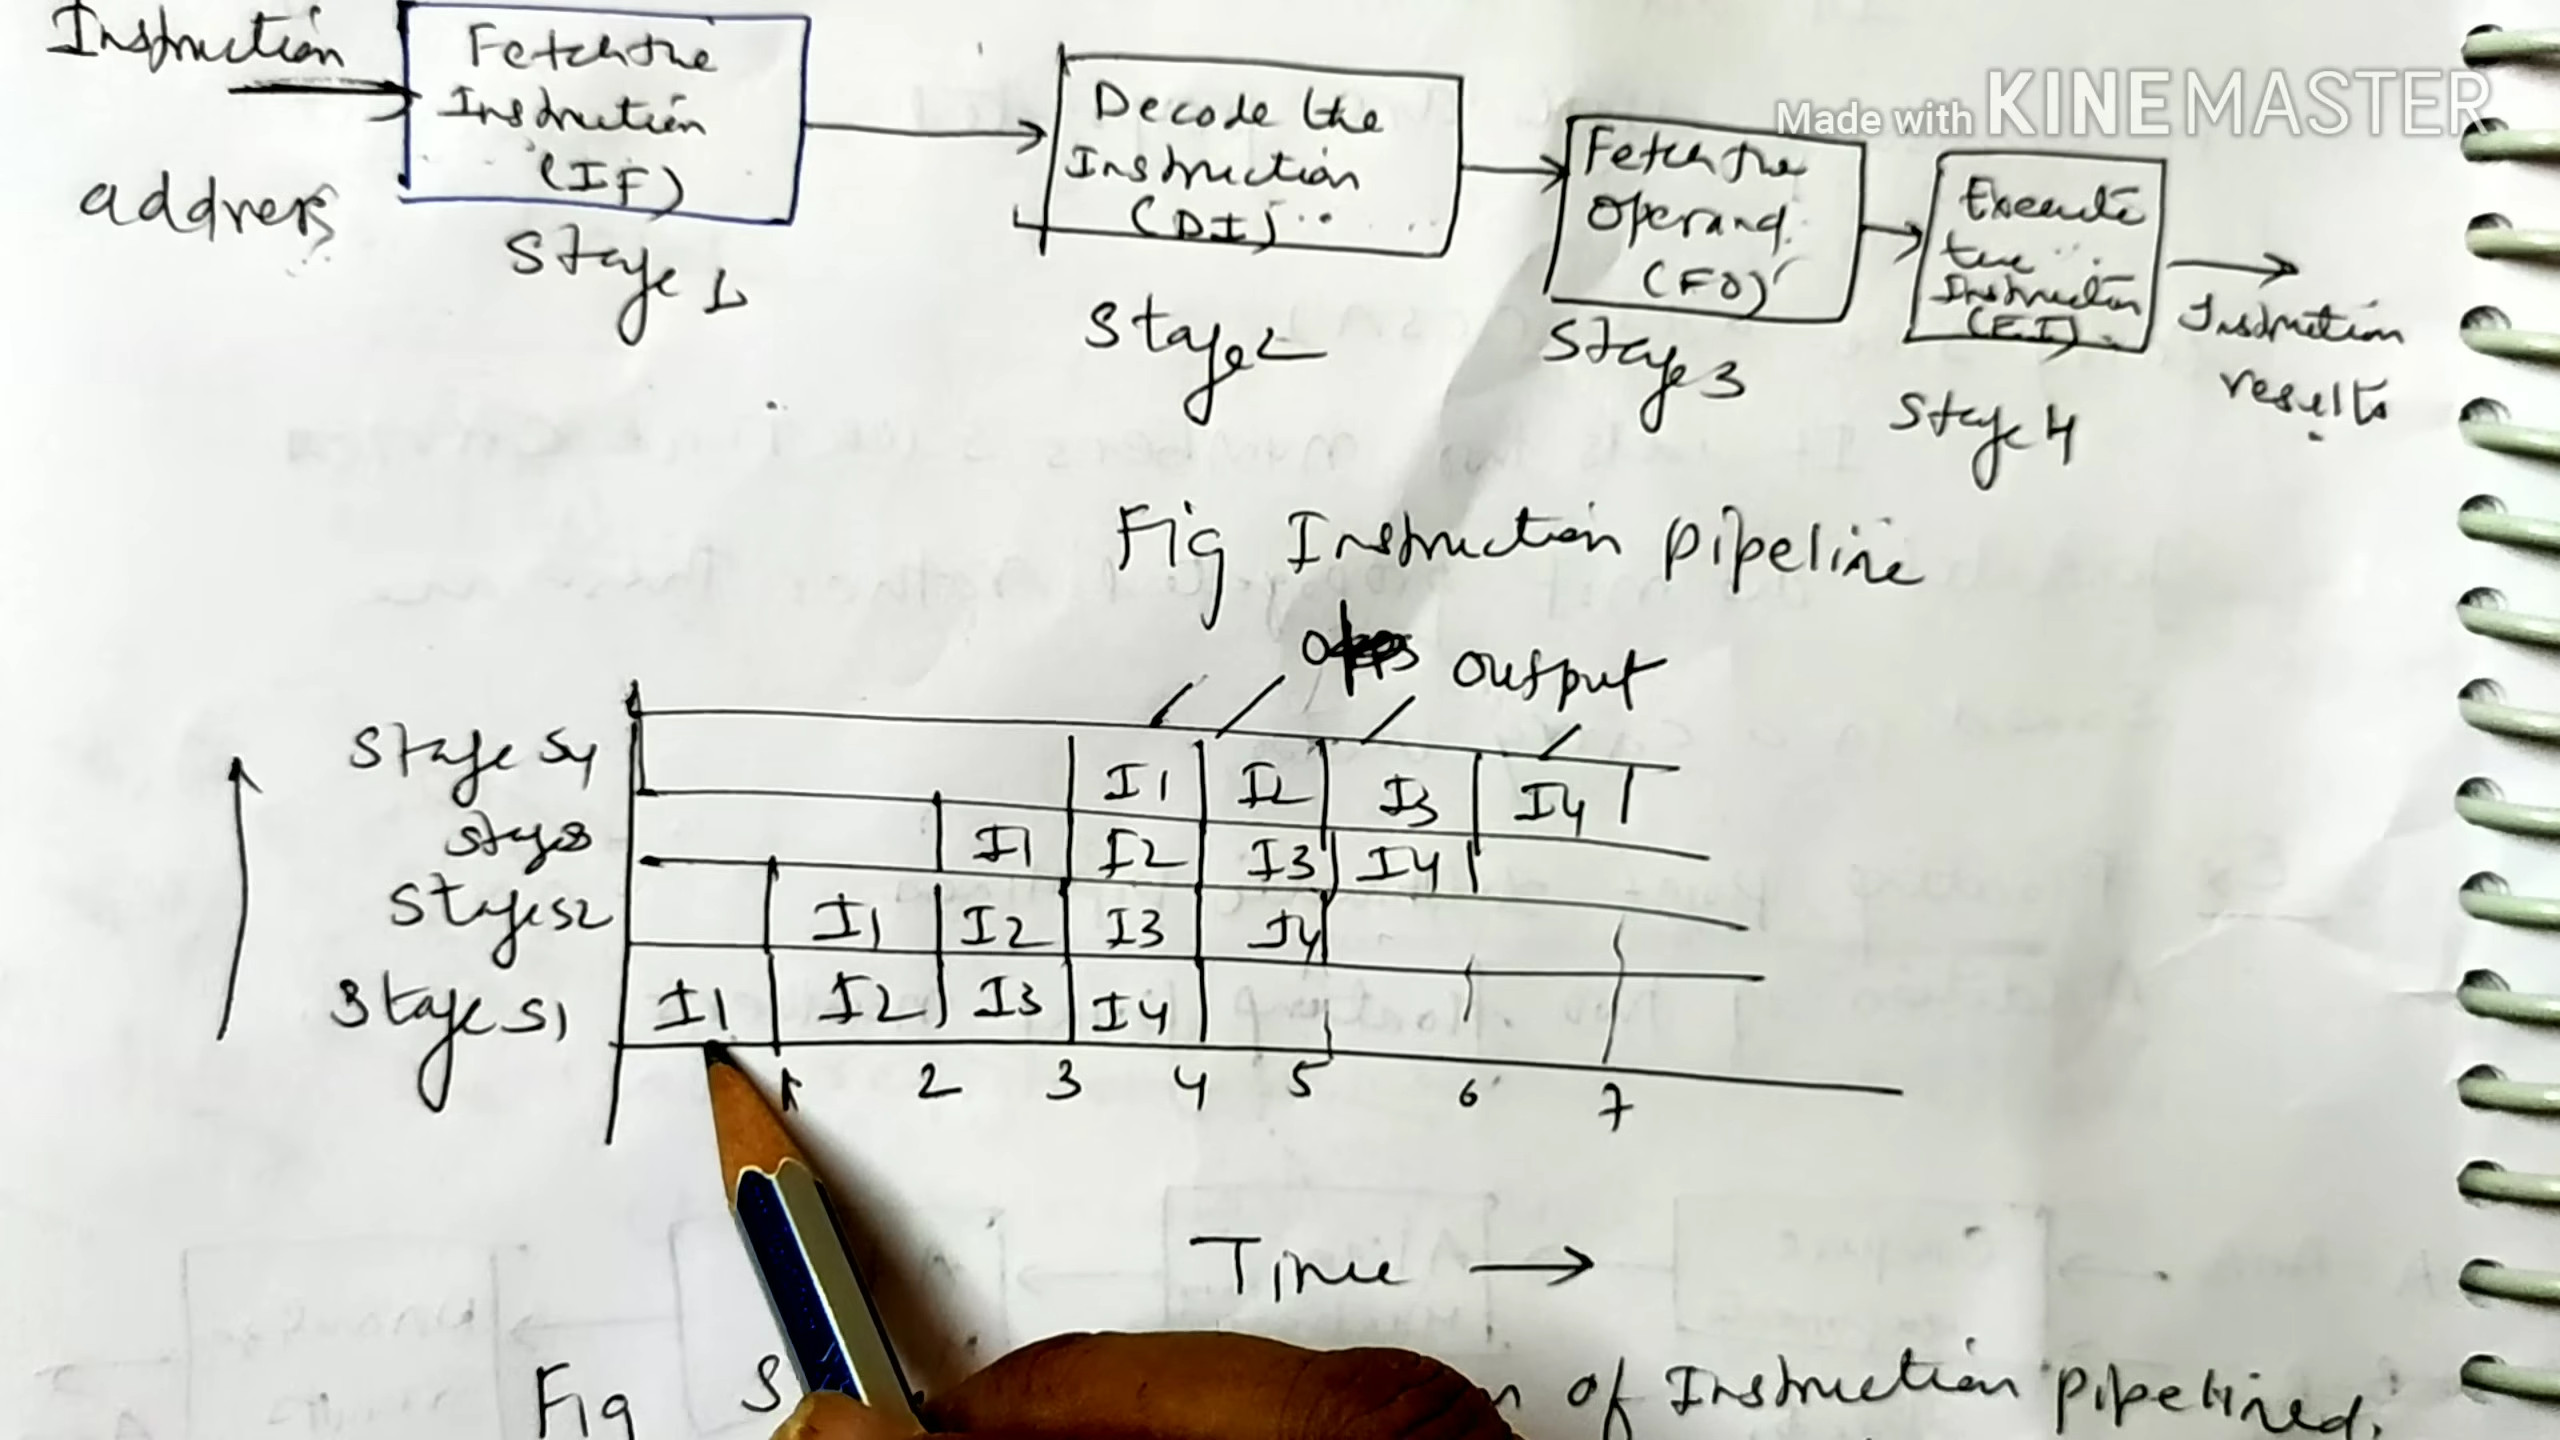 Instruction
address
Fetch the
Instruction
(IF)
Stage 1
Decode the
Instruction
(DI)
Stage 2
Fetch the
Operand
(FO)
Stage 3
Execute
the
Instruction
(EI)
Stage 4
Instruction
results
Made with KINEMASTER
Fig Instruction pipeline
output
Stage S4 I1 I2 I3 I4
I1 I2 I3 I4
Stage S2 I1 I2 I3 I4
Stage S1 I1 I2 I3 I4
1 2 3 4 5 6 7
Time
Fig of Instruction pipelined.